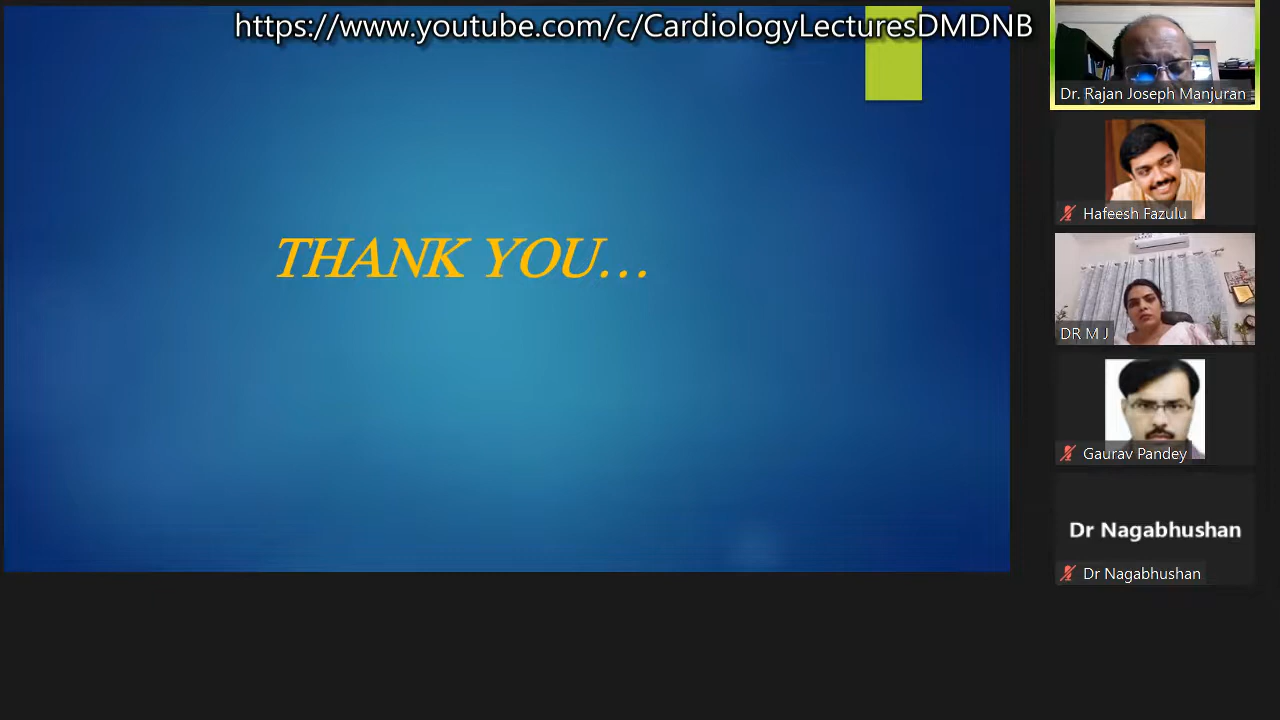 https://www.youtube.com/c/CardiologyLecturesDMDNB
THANK YOU...
Dr. Rajan Joseph Manjuran
Hafeesh Fazulu
DR M J
Gaurav Pandey
Dr Nagabhushan
Dr Nagabhushan